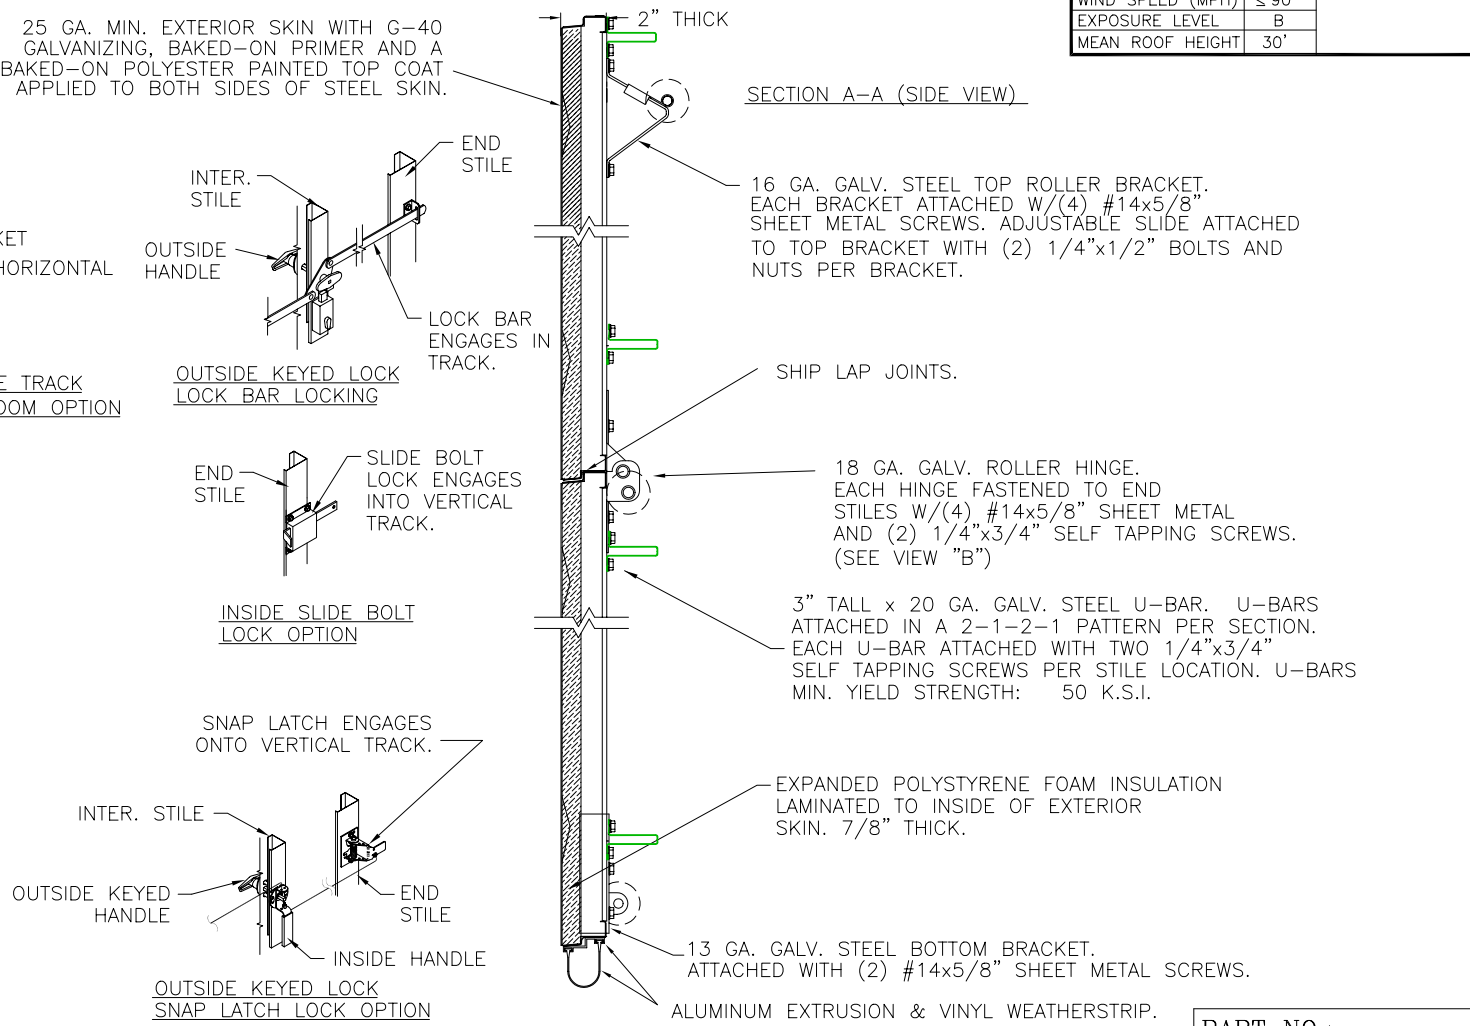 WIND SPEED (MPH) ≤ 90
EXPOSURE LEVEL B
MEAN ROOF HEIGHT 30'
25 GA. MIN. EXTERIOR SKIN WITH G-40
GALVANIZING, BAKED-ON PRIMER AND A
BAKED-ON POLYESTER PAINTED TOP COAT
APPLIED TO BOTH SIDES OF STEEL SKIN.
2" THICK
SECTION A-A (SIDE VIEW)
END
STILE
INTER.
STILE
OUTSIDE
HANDLE
HORIZONTAL
LOCK BAR
ENGAGES IN
TRACK.
OUTSIDE KEYED LOCK
LOCK BAR LOCKING
TRACK
OPTION
16 GA. GALV. STEEL TOP ROLLER BRACKET.
EACH BRACKET ATTACHED W/(4) #14x5/8"
SHEET METAL SCREWS. ADJUSTABLE SLIDE ATTACHED
TO TOP BRACKET WITH (2) 1/4"x1/2" BOLTS AND
NUTS PER BRACKET.
SHIP LAP JOINTS.
END
STILE
SLIDE BOLT
LOCK ENGAGES
INTO VERTICAL
TRACK.
INSIDE SLIDE BOLT
LOCK OPTION
18 GA. GALV. ROLLER HINGE.
EACH HINGE FASTENED TO END
STILES W/(4) #14x5/8" SHEET METAL
AND (2) 1/4"x3/4" SELF TAPPING SCREWS.
(SEE VIEW "B")
3" TALL x 20 GA. GALV. STEEL U-BAR. U-BARS
ATTACHED IN A 2-1-2-1 PATTERN PER SECTION.
EACH U-BAR ATTACHED WITH TWO 1/4"x3/4"
SELF TAPPING SCREWS PER STILE LOCATION. U-BARS
MIN. YIELD STRENGTH: 50 K.S.I.
SNAP LATCH ENGAGES
ONTO VERTICAL TRACK.
INTER. STILE
OUTSIDE KEYED
HANDLE
END
STILE
INSIDE HANDLE
OUTSIDE KEYED LOCK
SNAP LATCH LOCK OPTION
EXPANDED POLYSTYRENE FOAM INSULATION
LAMINATED TO INSIDE OF EXTERIOR
SKIN. 7/8" THICK.
13 GA. GALV. STEEL BOTTOM BRACKET.
ATTACHED WITH (2) #14x5/8" SHEET METAL SCREWS.
ALUMINUM EXTRUSION & VINYL WEATHERSTRIP.
PART NO.: